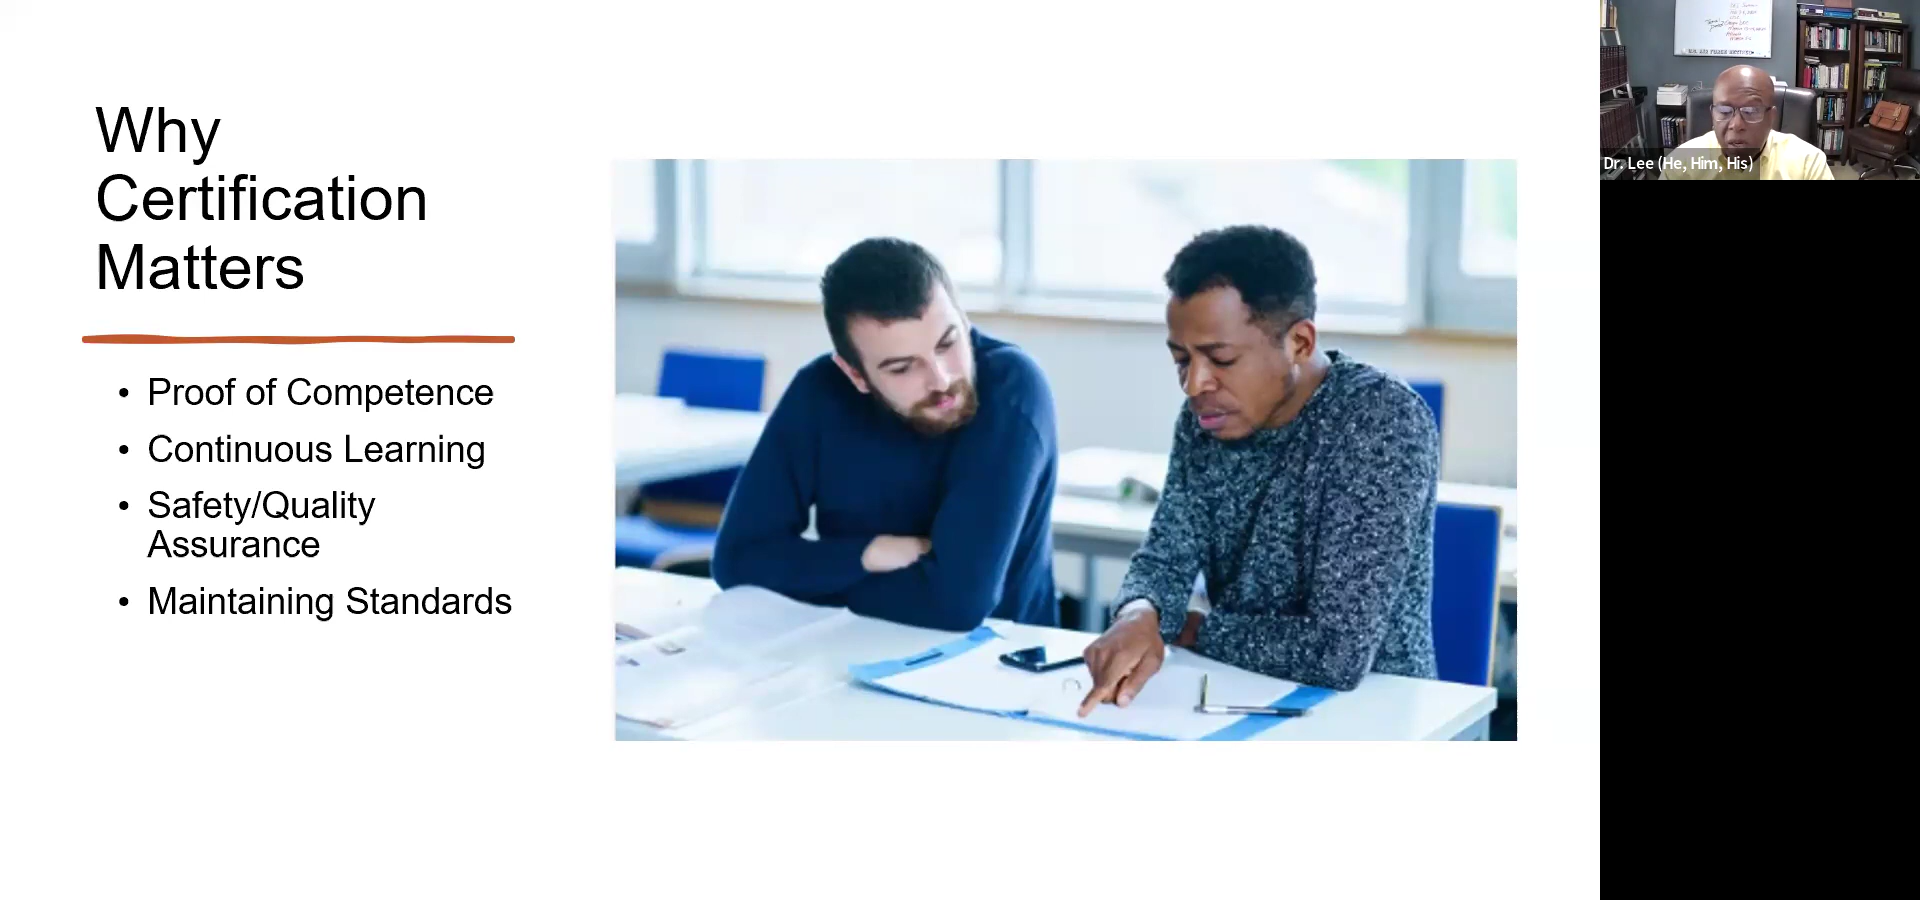 Why
Certification
Matters
• Proof of Competence
• Continuous Learning
• Safety/Quality
Assurance
• Maintaining Standards
Dr. Lee (He, Him, His)